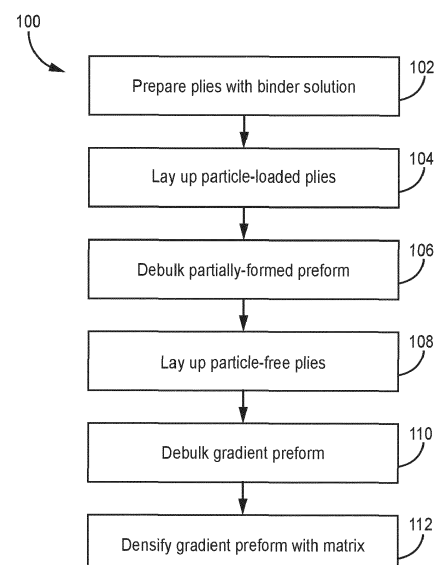 100
Prepare plies with binder solution
102
Lay up particle-loaded plies
104
Debulk partially-formed preform
106
Lay up particle-free plies
108
Debulk gradient preform
110
Densify gradient preform with matrix
112